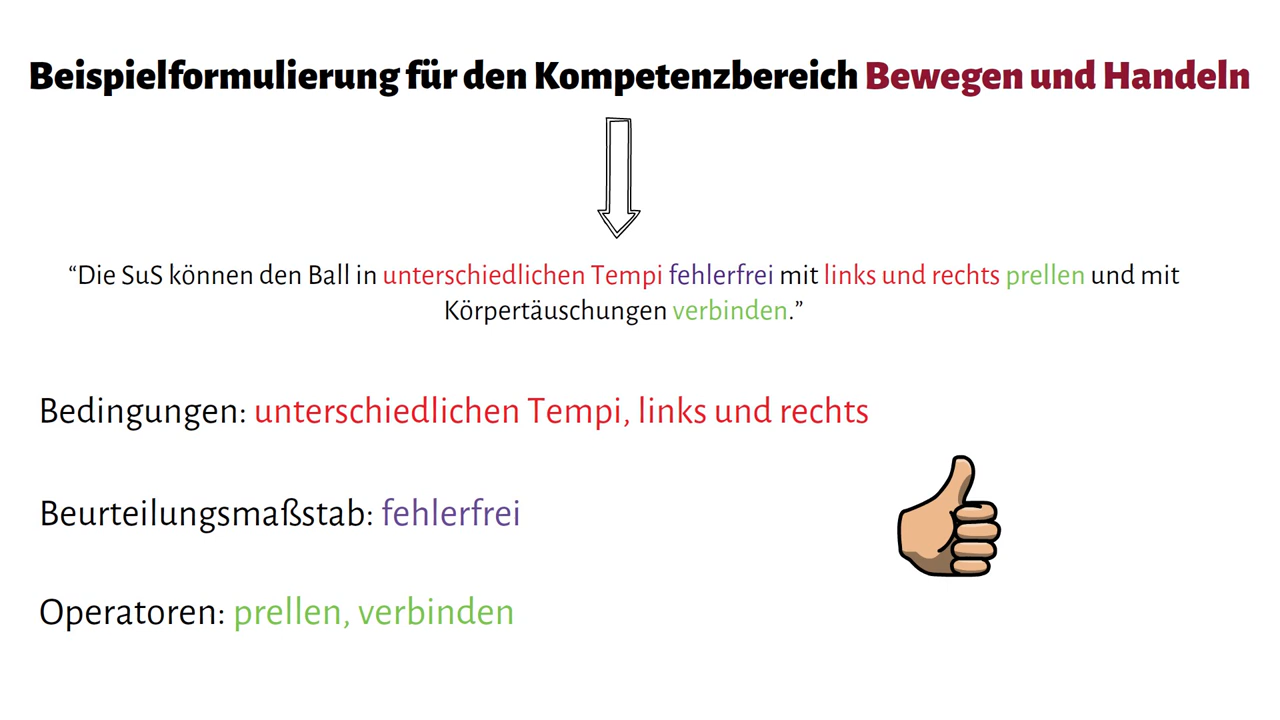 Beispielformulierung für den Kompetenzbereich Bewegen und Handeln
“Die SuS können den Ball in unterschiedlichen Tempi fehlerfrei mit links und rechts prellen und mit
Körpertäuschungen verbinden.”
Bedingungen: unterschiedlichen Tempi, links und rechts
Beurteilungsmaßstab: fehlerfrei
Operatoren: prellen, verbinden